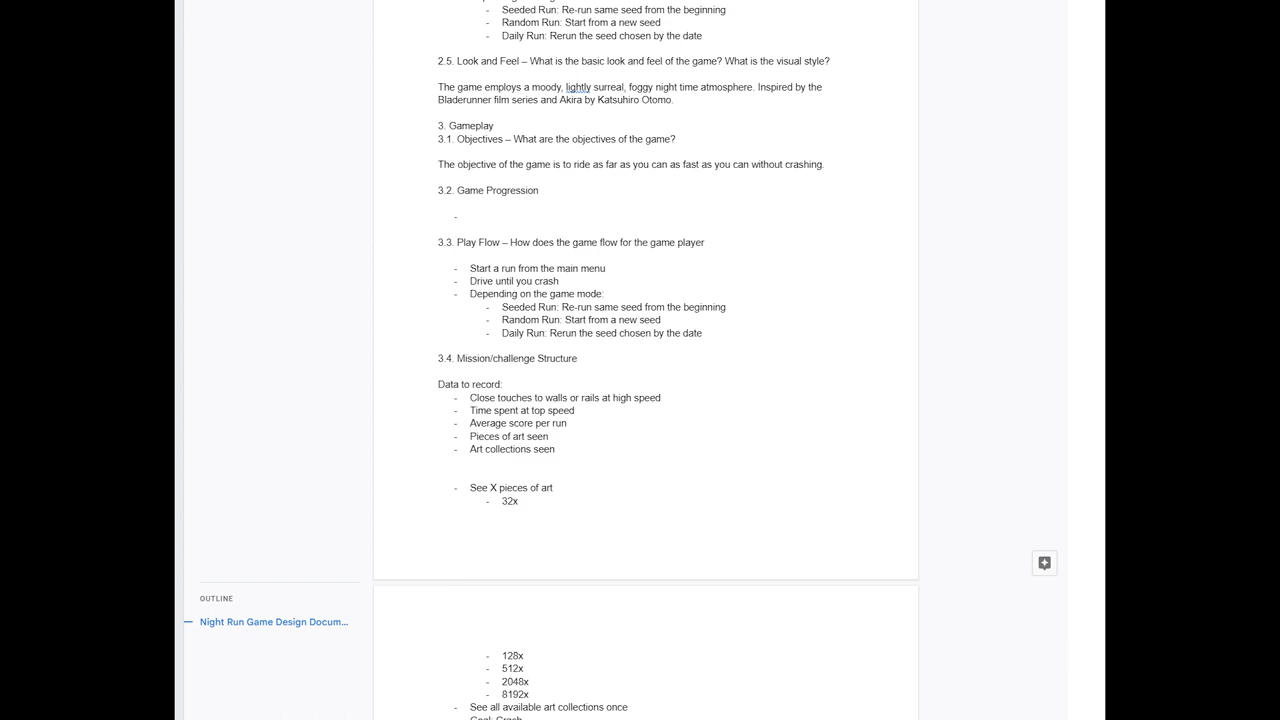 - Seeded Run: Re-run same seed from the beginning
- Random Run: Start from a new seed
- Daily Run: Rerun the seed chosen by the date
2.5. Look and Feel – What is the basic look and feel of the game? What is the visual style?
The game employs a moody, lightly surreal, foggy night time atmosphere. Inspired by the
Bladerunner film series and Akira by Katsuhiro Otomo.
3. Gameplay
3.1. Objectives – What are the objectives of the game?
The objective of the game is to ride as far as you can as fast as you can without crashing.
3.2. Game Progression
-
3.3. Play Flow – How does the game flow for the game player
- Start a run from the main menu
- Drive until you crash
- Depending on the game mode:
- Seeded Run: Re-run same seed from the beginning
- Random Run: Start from a new seed
- Daily Run: Rerun the seed chosen by the date
3.4. Mission/challenge Structure
Data to record:
- Close touches to walls or rails at high speed
- Time spent at top speed
- Average score per run
- Pieces of art seen
- Art collections seen
- See X pieces of art
- 32x
OUTLINE
Night Run Game Design Docum...
- 128x
- 512x
- 2048x
- 8192x
- See all available art collections once
Goal: Crash